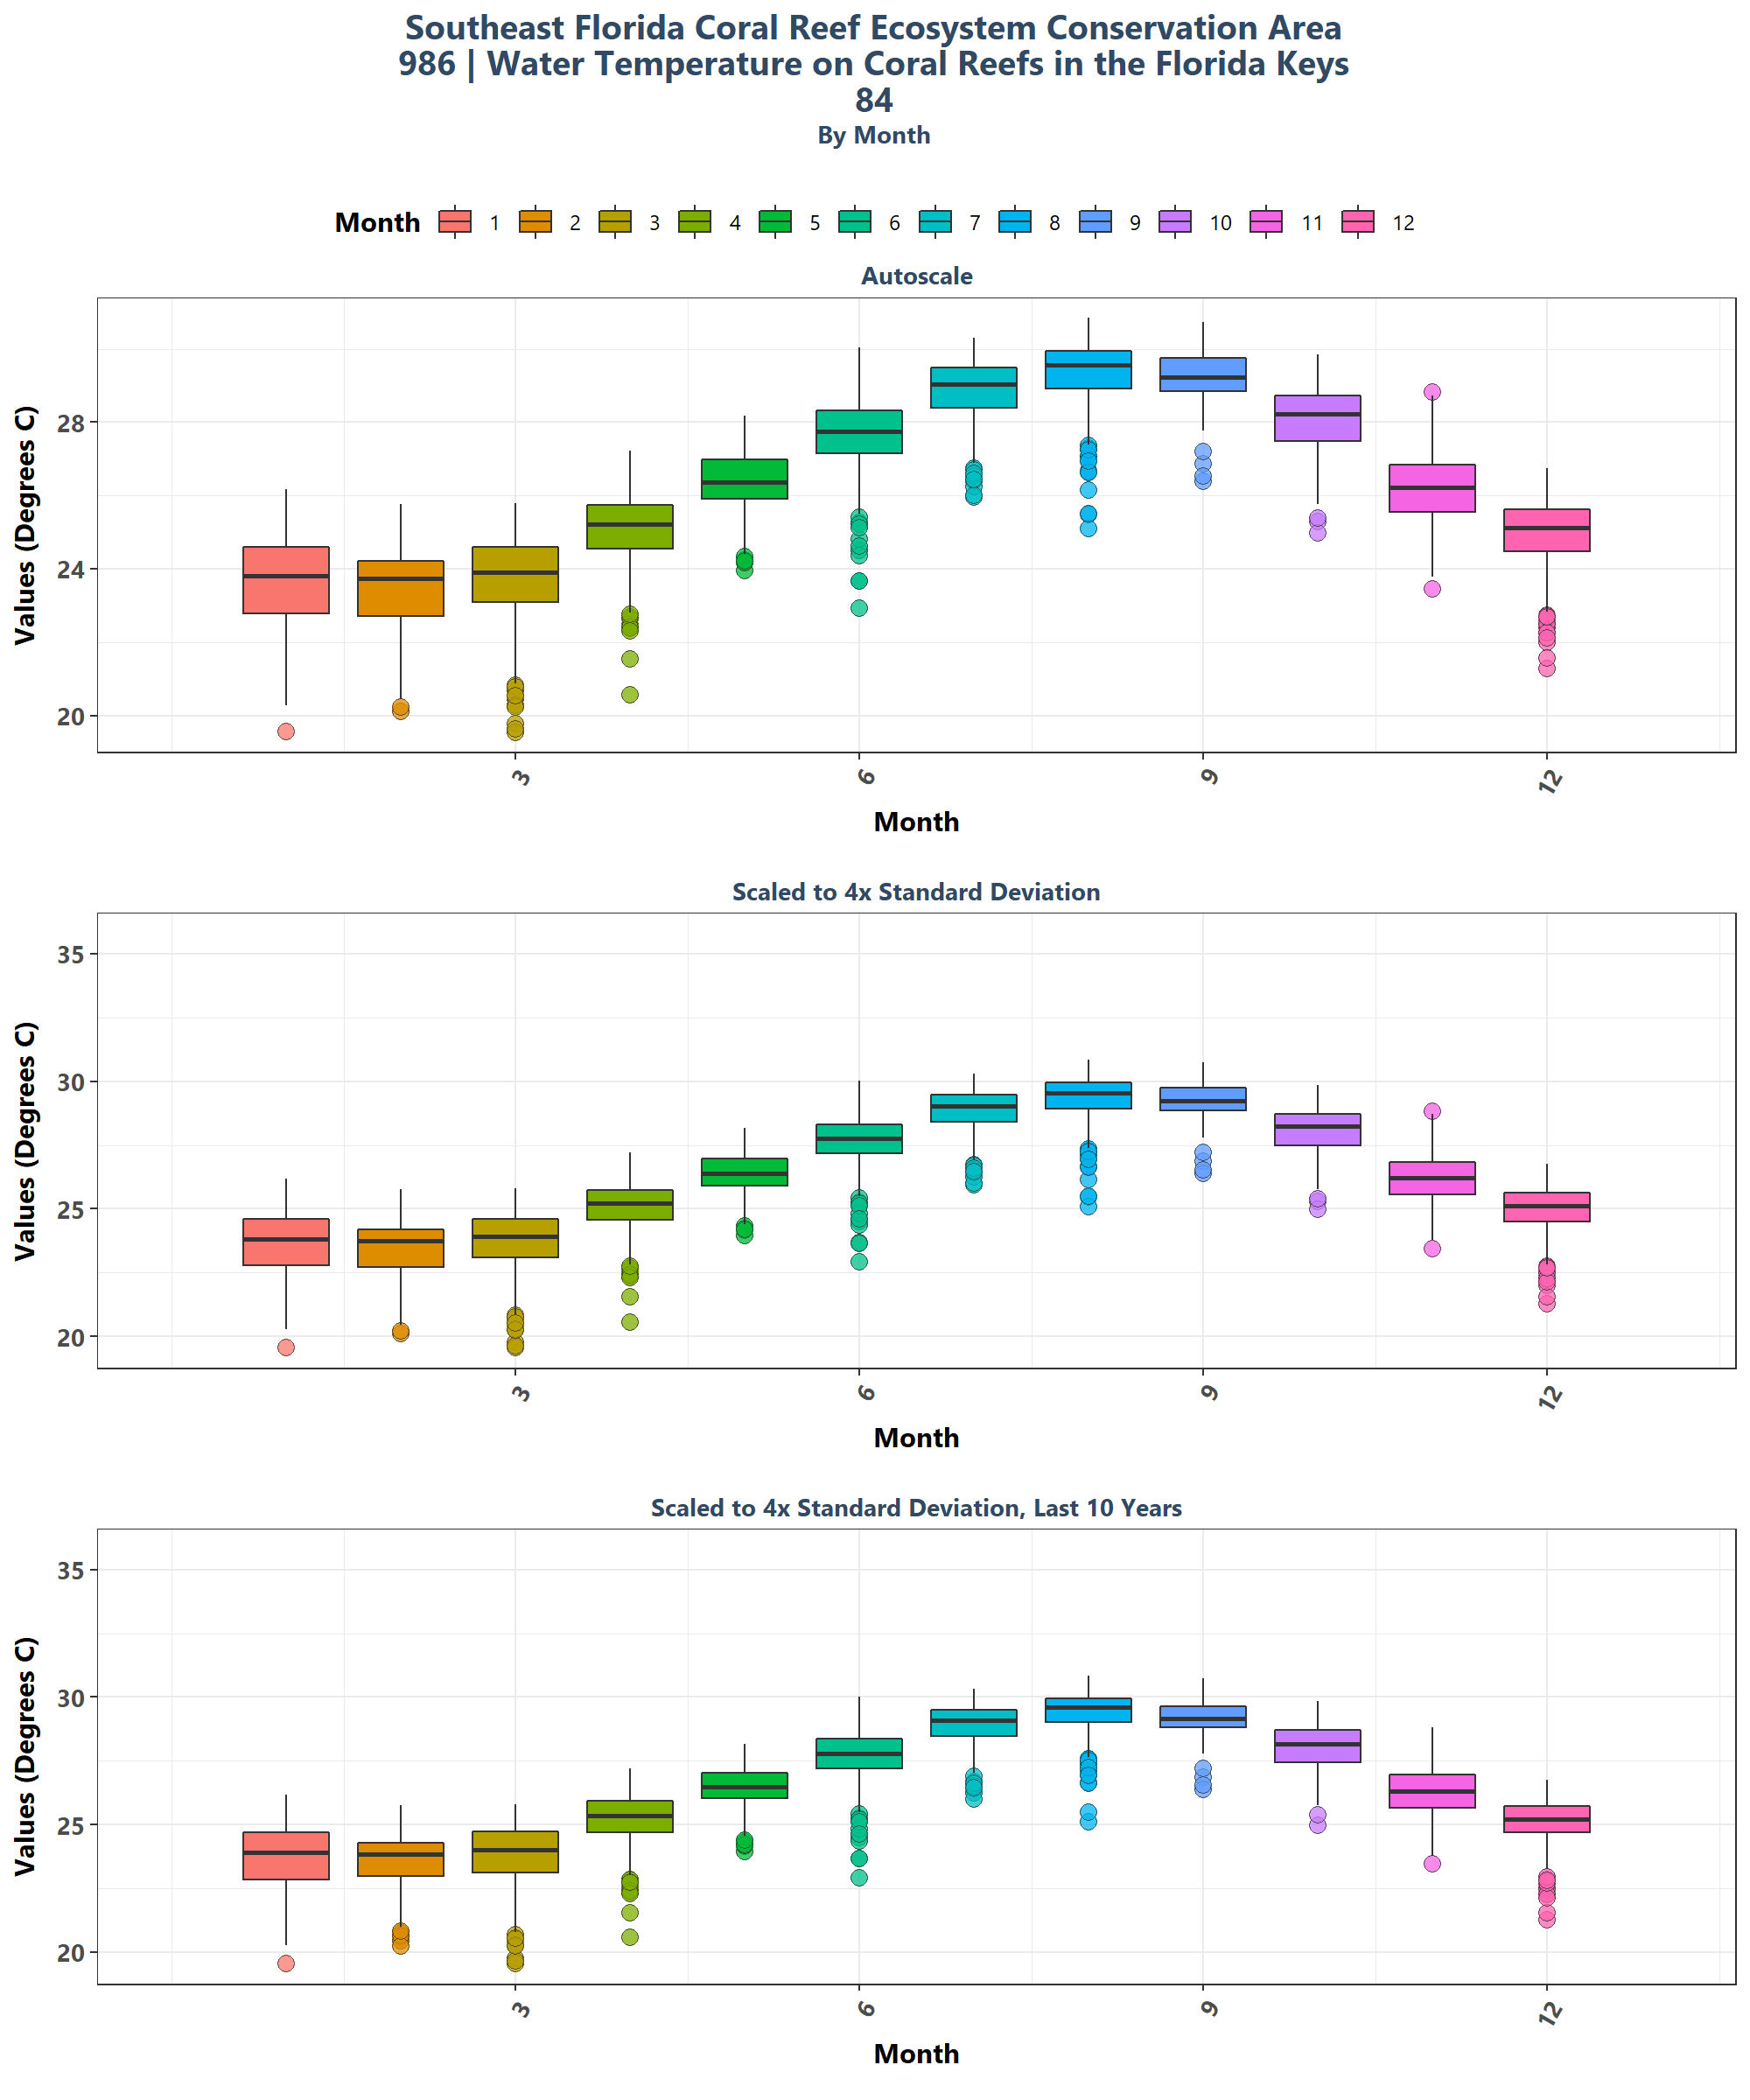 Southeast Florida Coral Reef Ecosystem Conservation Area
986 | Water Temperature on Coral Reefs in the Florida Keys
84
By Month
Month 1 2 3 4 5 6 7 8 9 10 11 12
Autoscale
Values (Degrees C)
28
24
20
3 6 9 12
Month
Scaled to 4x Standard Deviation
Values (Degrees C)
35
30
25
20
3 6 9 12
Month
Scaled to 4x Standard Deviation, Last 10 Years
Values (Degrees C)
35
30
25
20
3 6 9 12
Month